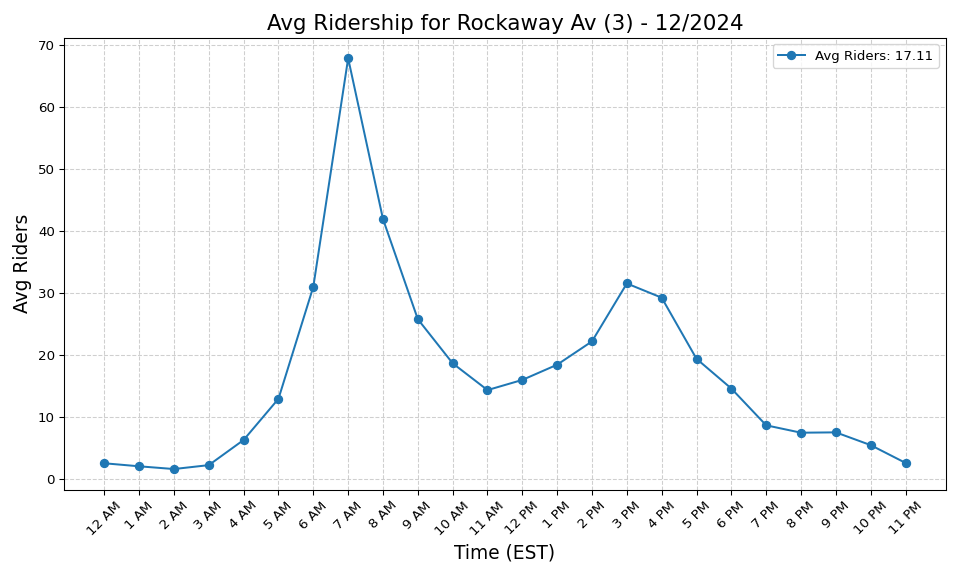 Avg Ridership for Rockaway Av (3) - 12/2024
Avg Riders: 17.11
Avg Riders
70
60
50
40
30
20
10
0
12 AM
1 AM
2 AM
3 AM
4 AM
5 AM
6 AM
7 AM
8 AM
9 AM
10 AM
11 AM
12 PM
1 PM
2 PM
3 PM
4 PM
5 PM
6 PM
7 PM
8 PM
9 PM
10 PM
11 PM
Time (EST)